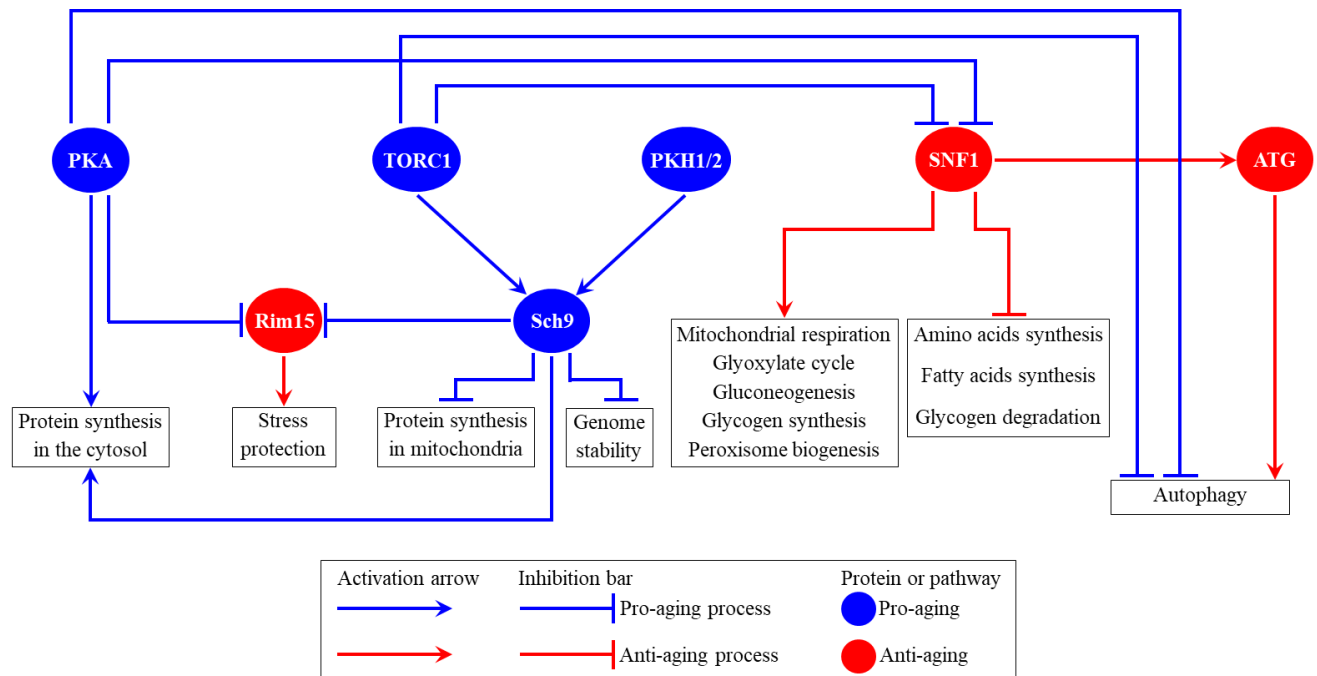 PKA
TORC1
PKH1/2
SNF1
ATG
Rim15
Sch9
Protein synthesis
in the cytosol
Stress
protection
Protein synthesis
in mitochondria
Genome
stability
Mitochondrial respiration
Glyoxylate cycle
Gluconeogenesis
Glycogen synthesis
Peroxisome biogenesis
Amino acids synthesis
Fatty acids synthesis
Glycogen degradation
Autophagy
Activation arrow
Inhibition bar
Protein or pathway
Pro-aging process
Pro-aging
Anti-aging process
Anti-aging